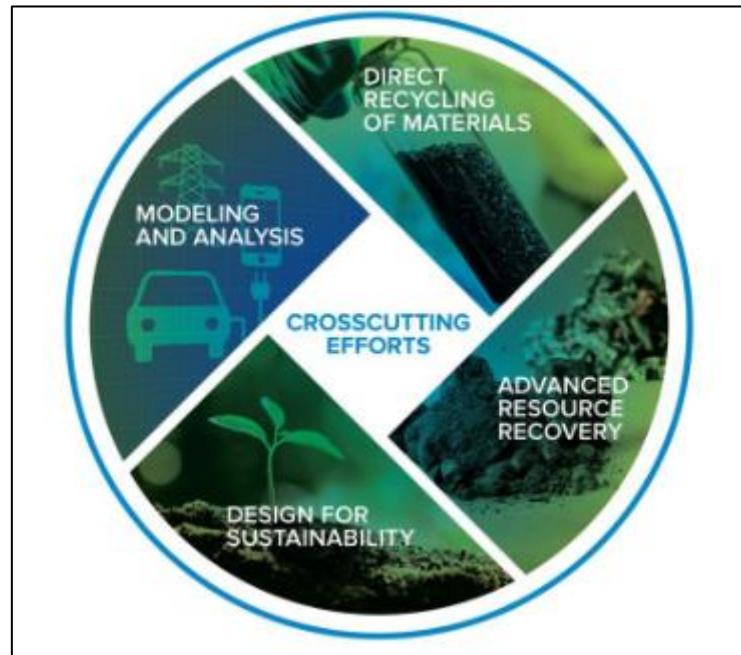 DIRECT
RECYCLING
OF MATERIALS
MODELING
AND ANALYSIS
CROSSCUTTING
EFFORTS
ADVANCED
RESOURCE
RECOVERY
DESIGN FOR
SUSTAINABILITY